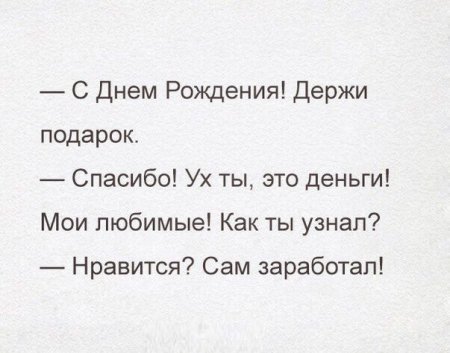 — С Днем Рождения! Держи
подарок.
— Спасибо! Ух ты, это деньги!
Мои любимые! Как ты узнал?
— Нравится? Сам заработал!